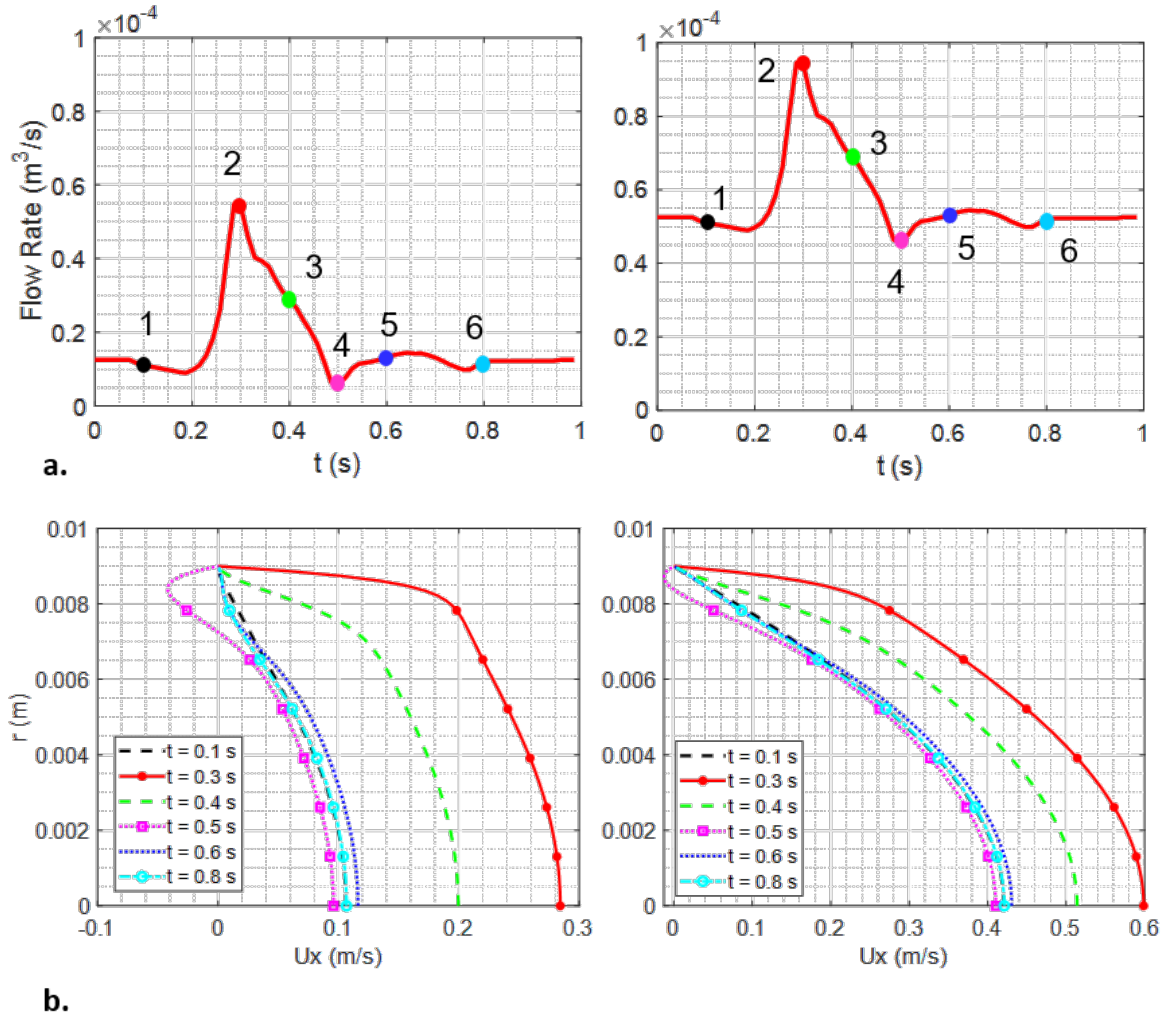 ×10⁻⁴
1
0.8
0.6
0.4
0.2
0
Flow Rate (m³/s)
1
2
3
4
5
6
0 0.2 0.4 0.6 0.8 1
t (s)
a.
×10⁻⁴
1
0.8
0.6
0.4
0.2
0
1
2
3
4
5
6
0 0.2 0.4 0.6 0.8 1
t (s)
0.01
0.008
0.006
0.004
0.002
0
r (m)
t = 0.1 s
t = 0.3 s
t = 0.4 s
t = 0.5 s
t = 0.6 s
t = 0.8 s
-0.1 0 0.1 0.2 0.3
Ux (m/s)
b.
0.01
0.008
0.006
0.004
0.002
0
t = 0.1 s
t = 0.3 s
t = 0.4 s
t = 0.5 s
t = 0.6 s
t = 0.8 s
0 0.1 0.2 0.3 0.4 0.5 0.6
Ux (m/s)